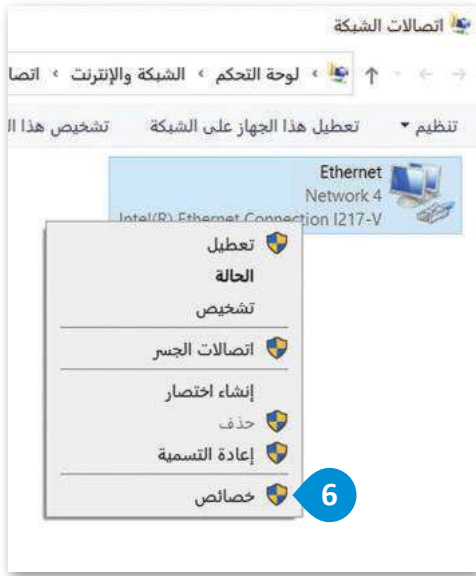 اتصالات الشبكة
لوحة التحكم › الشبكة والإنترنت › اتصا
تنظيم تعطيل هذا الجهاز على الشبكة تشخيص هذا ال
Ethernet
Network 4
Intel(R) Ethernet Connection I217-V
تعطيل
الحالة
تشخيص
اتصالات الجسر
إنشاء اختصار
حذف
إعادة التسمية
خصائص
6